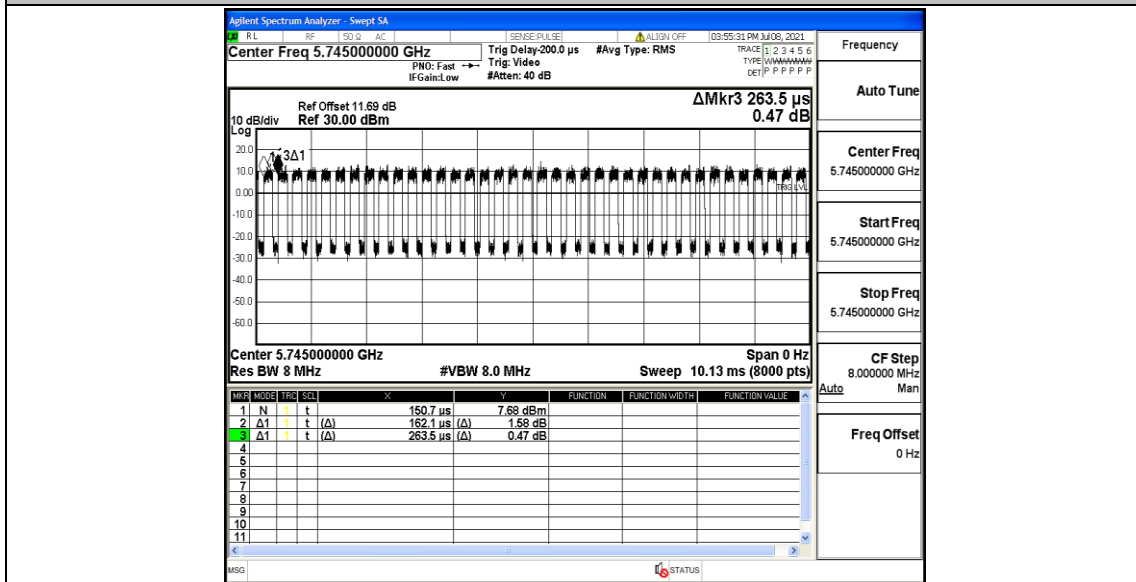 Agilent Spectrum Analyzer - Swept SA
RL RF 50 Ω AC SENSE:PULSE ALIGN OFF 03:55:31 PM Jul 08, 2021
Center Freq 5.745000000 GHz
PNO: Fast
IFGain:Low
Trig Delay-200.0 µs
Trig: Video
#Atten: 40 dB
#Avg Type: RMS
TRACE 1 2 3 4 5 6
TYPE WWWWWW
DET P P P P P P
Ref Offset 11.69 dB
10 dB/div Ref 30.00 dBm
Log
ΔMkr3 263.5 µs
0.47 dB
20.0
10.0
0.00
-10.0
-20.0
-30.0
-40.0
-50.0
-60.0
3Δ1
TRIG LVL
Center 5.745000000 GHz Span 0 Hz
Res BW 8 MHz #VBW 8.0 MHz Sweep 10.13 ms (8000 pts)
MKR MODE TRC SCL X Y FUNCTION FUNCTION WIDTH FUNCTION VALUE
1 N 1 t 150.7 µs 7.68 dBm
2 Δ1 1 t (Δ) 162.1 µs (Δ) 1.58 dB
3 Δ1 1 t (Δ) 263.5 µs (Δ) 0.47 dB
4
5
6
7
8
9
10
11
MSG STATUS
Frequency
Auto Tune
Center Freq
5.745000000 GHz
Start Freq
5.745000000 GHz
Stop Freq
5.745000000 GHz
CF Step
8.000000 MHz
Auto Man
Freq Offset
0 Hz